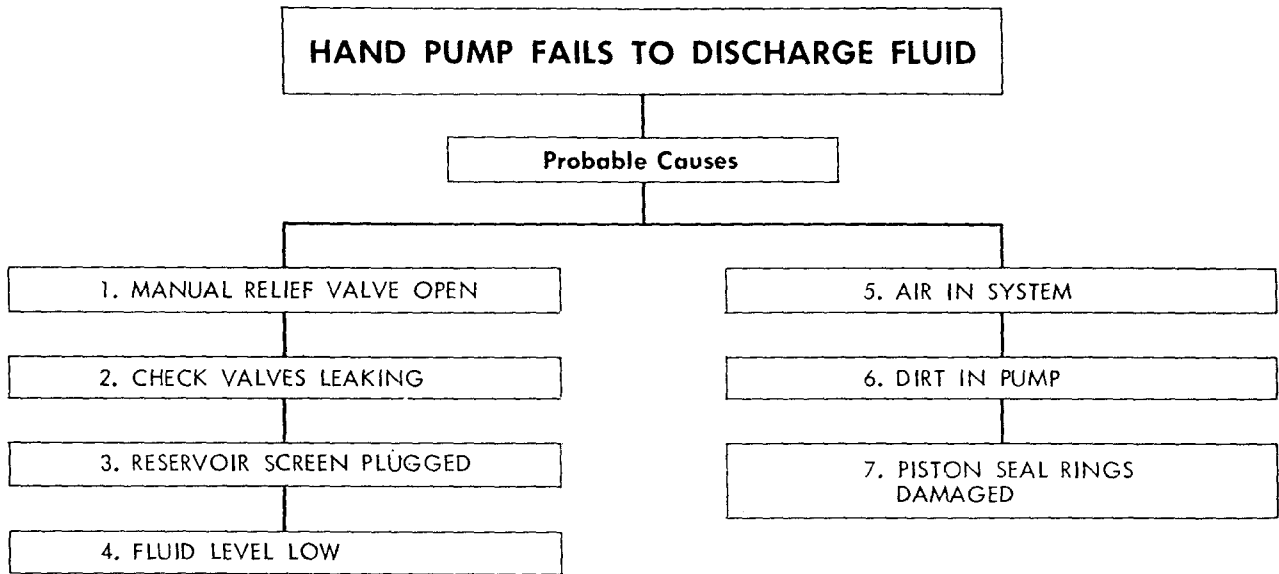 HAND PUMP FAILS TO DISCHARGE FLUID
Probable Causes
1. MANUAL RELIEF VALVE OPEN
2. CHECK VALVES LEAKING
3. RESERVOIR SCREEN PLUGGED
4. FLUID LEVEL LOW
5. AIR IN SYSTEM
6. DIRT IN PUMP
7. PISTON SEAL RINGS
DAMAGED